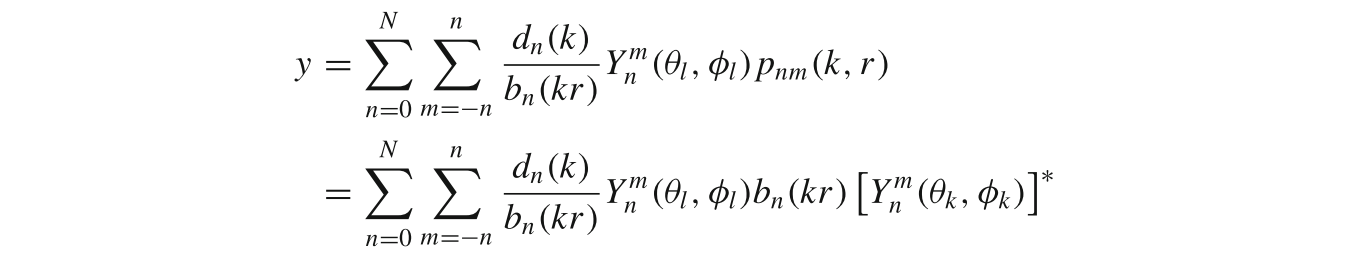 y = \sum_{n=0}^{N} \sum_{m=-n}^{n} \frac{d_n(k)}{b_n(kr)} Y_n^m(\theta_l, \phi_l) p_{nm}(k, r)
= \sum_{n=0}^{N} \sum_{m=-n}^{n} \frac{d_n(k)}{b_n(kr)} Y_n^m(\theta_l, \phi_l) b_n(kr) \left[ Y_n^m(\theta_k, \phi_k) \right]^*